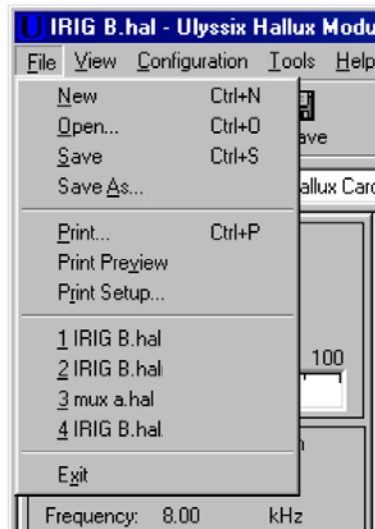 IRIG B.hal - Ulyssix Hallux Modu
File View Configuration Tools Help
New Ctrl+N
Open... Ctrl+O
ave
Save Ctrl+S
Save As...
allux Card
Print... Ctrl+P
Print Preview
Print Setup...
1 IRIG B.hal
100
2 IRIG B.hal
3 mux a.hal
4 IRIG B.hal
Exit
Frequency: 8.00 kHz